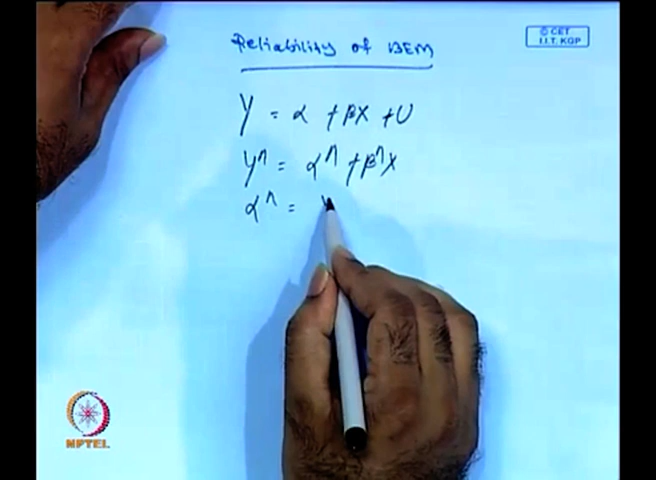 Reliability of BEM
© CET
I.I.T. KGP
Y = α + βX + U
Y^ = α^ + β^X
α^ =
NPTEL